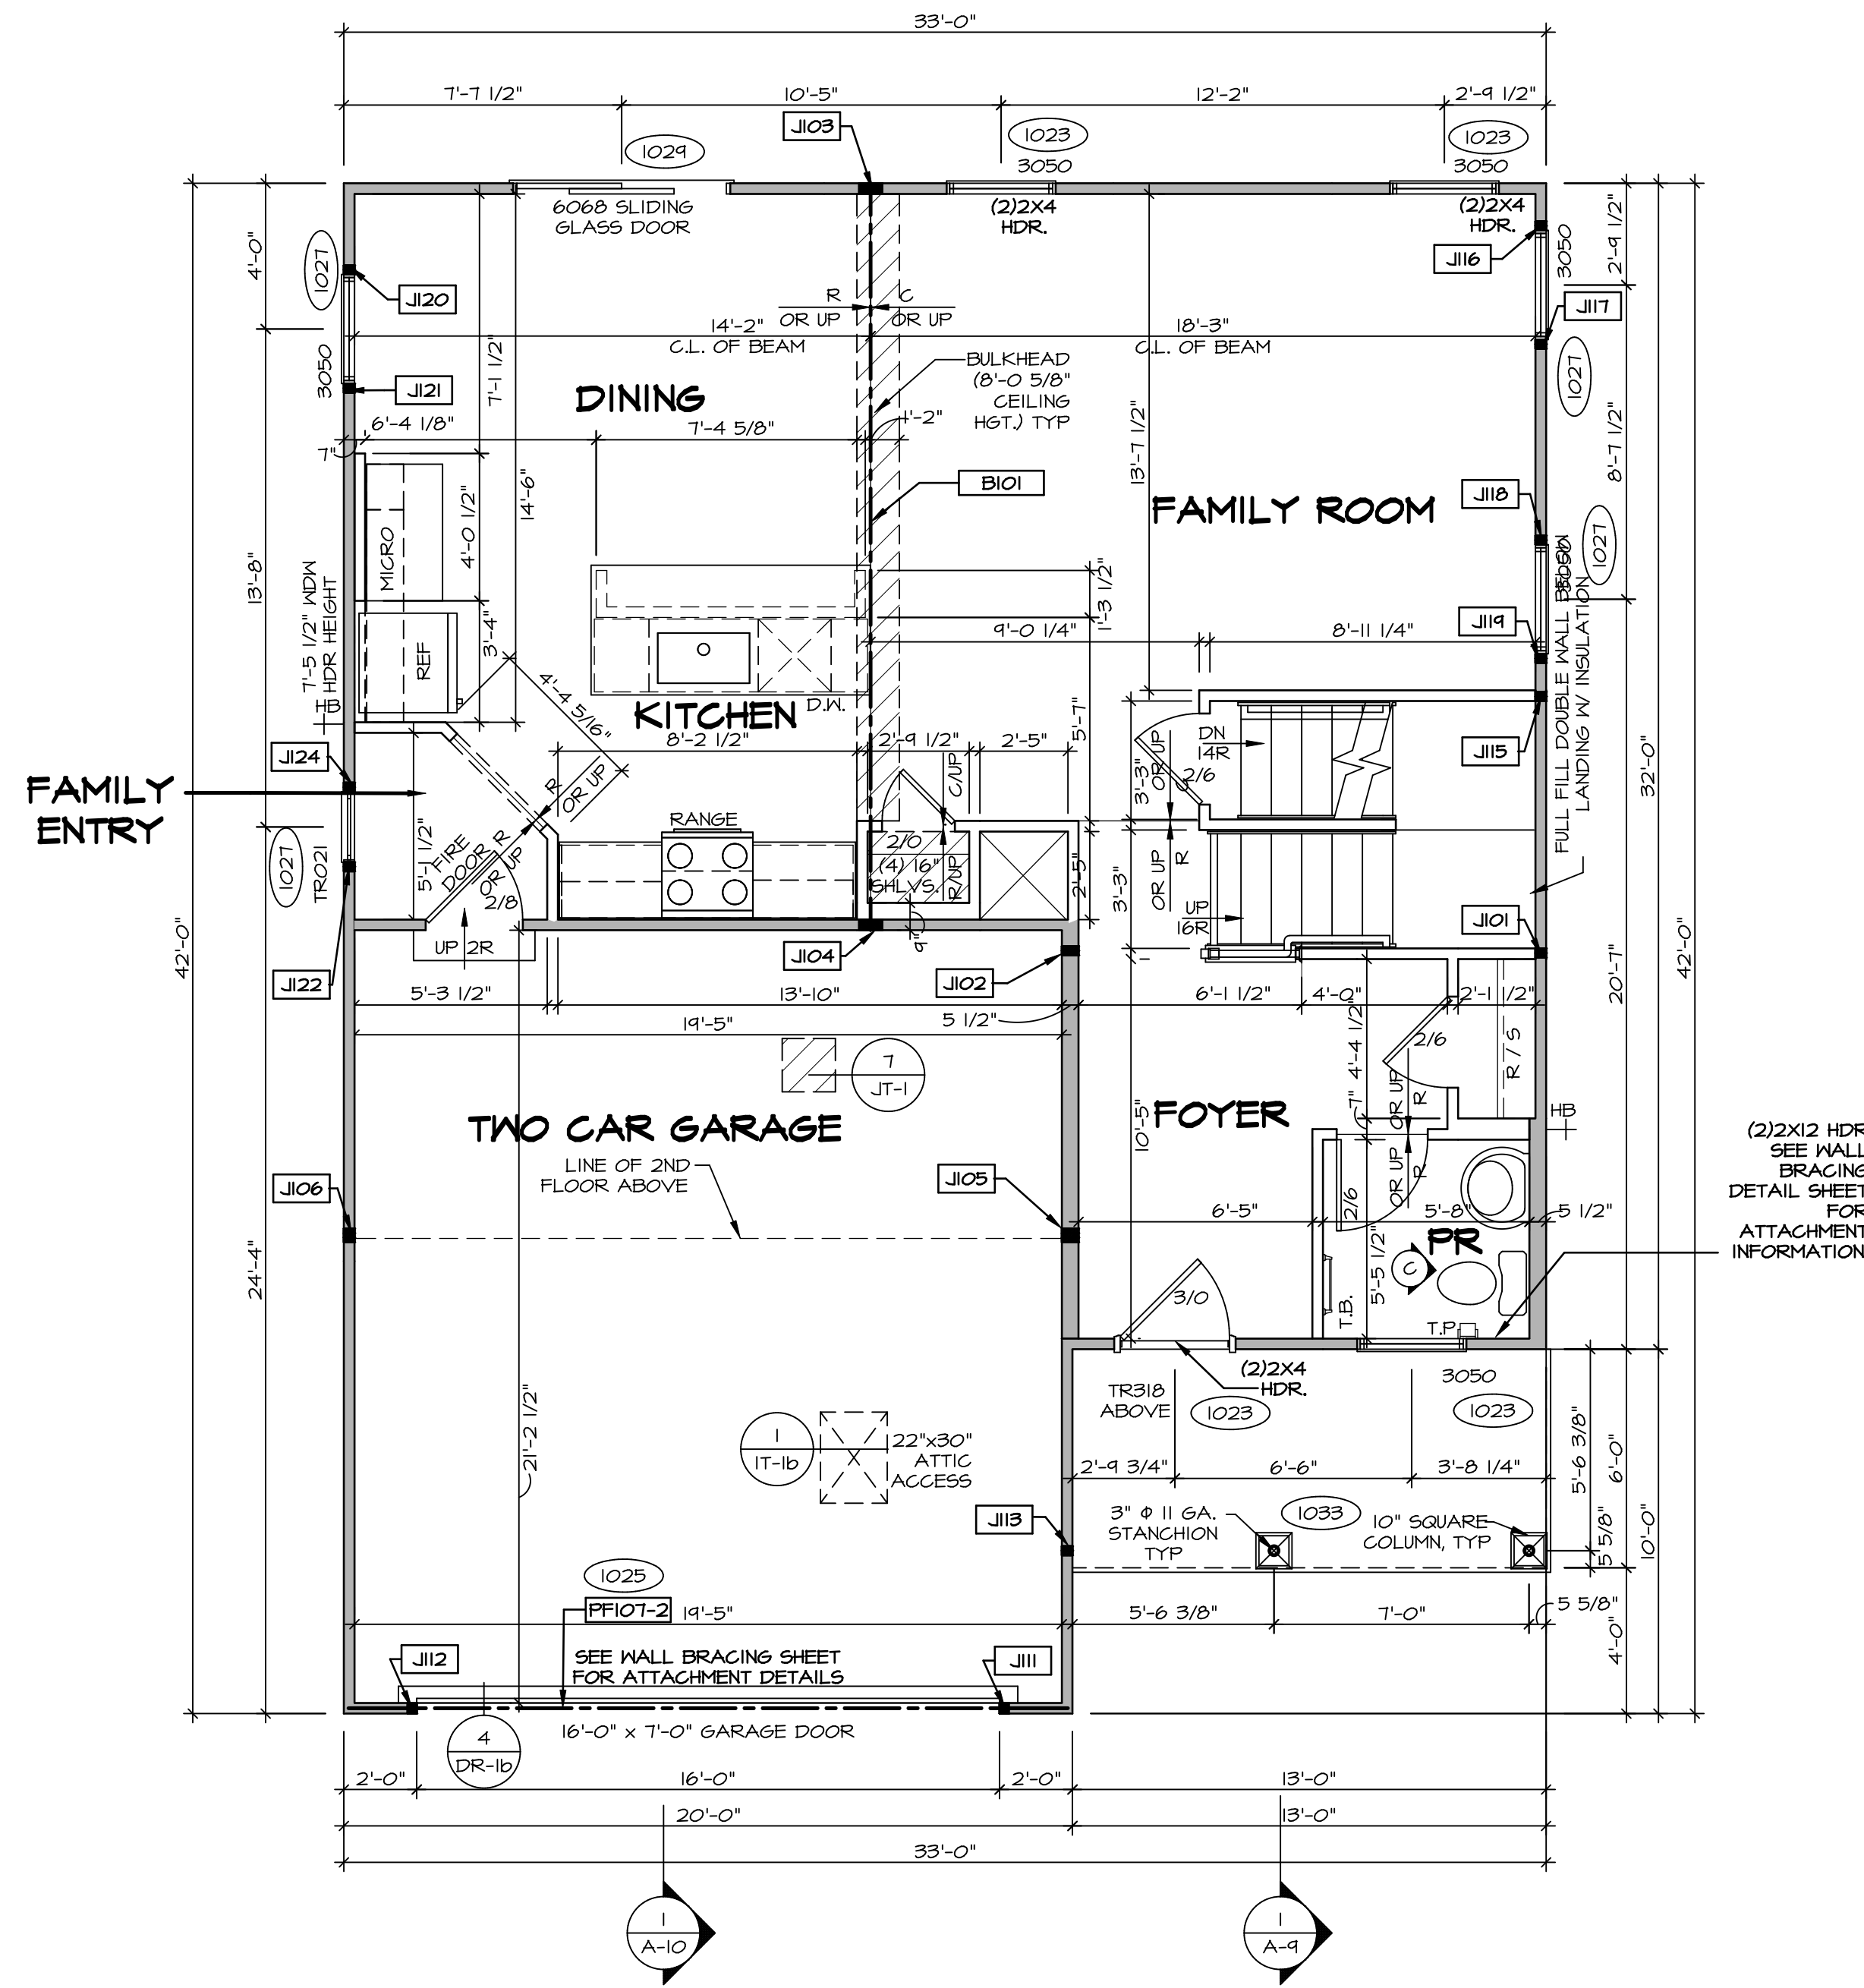 33'-0"
7'-7 1/2"
10'-5"
12'-2"
2'-9 1/2"
J103
1029
1023
1023
3050
3050
6068 SLIDING
GLASS DOOR
(2)2X4
HDR.
(2)2X4
HDR.
4'-0"
1027
J120
3050
J121
R
OR UP
C
OR UP
14'-2"
C.L. OF BEAM
18'-3"
C.L. OF BEAM
J116
3050
2'-9 1/2"
J117
1027
7'-1 1/2"
DINING
BULKHEAD
(8'-0 5/8"
CEILING
HGT.) TYP
6'-4 1/8"
7"
7'-4 5/8"
1'-2"
13'-7 1/2"
8'-7 1/2"
14'-6"
B101
FAMILY ROOM
J118
1027
3050
4'-0 1/2"
MICRO
13'-8"
7'-5 1/2" WDW
HDR HEIGHT
1'-3 1/2"
9'-0 1/4"
8'-11 1/4"
J119
FULL FILL DOUBLE WALL BELOW
LANDING W/ INSULATION
3'-4"
REF
HB
4'-4 5/16"
KITCHEN
D.W.
8'-2 1/2"
2'-9 1/2"
2'-5"
5'-7"
DN
14R
OR UP
2/6
3'-3"
J115
32'-0"
J124
FAMILY
ENTRY
R
OR UP
C/UP
RANGE
1027
TR021
5'-1 1/2"
FIRE
DOOR
R
OR UP
2/8
2/0
(4) 16"
SHLVS.
R/UP
2'-5"
3'-3"
OR UP
R
UP
16R
J101
42'-0"
UP 2R
J104
9"
J102
J122
20'-7"
42'-0"
5'-3 1/2"
13'-10"
5 1/2"
6'-1 1/2"
4'-0"
2'-1 1/2"
19'-5"
7
JT-1
4'-4 1/2"
2/6
R / S
TWO CAR GARAGE
10'-5"
FOYER
7"
OR UP
R
HB
LINE OF 2ND
FLOOR ABOVE
J105
J106
OR UP
R
2/6
(2)2X12 HDR
SEE WALL
BRACING
DETAIL SHEET
FOR
ATTACHMENT
INFORMATION
6'-5"
5'-8"
5 1/2"
PR
C
5'-5 1/2"
24'-4"
3/0
T.B.
T.P.
(2)2X4
HDR.
TR318
ABOVE
1023
3050
1023
21'-2 1/2"
1
IT-1b
22"x30"
ATTIC
ACCESS
2'-9 3/4"
6'-6"
3'-8 1/4"
5'-6 3/8"
6'-0"
J113
3" Φ 11 GA.
STANCHION
TYP
1033
10" SQUARE
COLUMN, TYP
5 5/8"
10'-0"
1025
PF107-2
19'-5"
5'-6 3/8"
7'-0"
5 5/8"
4'-0"
J112
SEE WALL BRACING SHEET
FOR ATTACHMENT DETAILS
J111
16'-0" x 7'-0" GARAGE DOOR
4
DR-1b
2'-0"
16'-0"
2'-0"
13'-0"
20'-0"
13'-0"
33'-0"
1
A-10
1
A-9